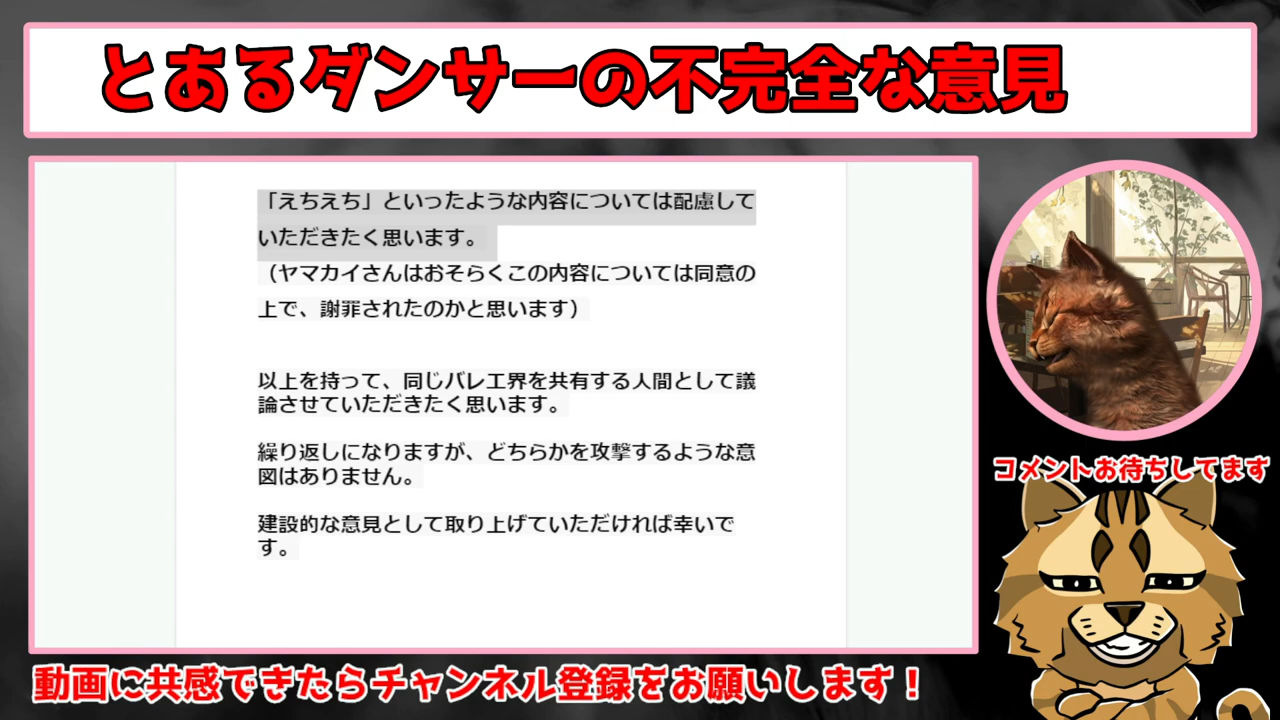 とあるダンサーの不完全な意見
「えちえち」といったような内容については配慮して
いただきたく思います。
（ヤマカイさんはおそらくこの内容については同意の
上で、謝罪されたのかと思います）
以上を持って、同じバレエ界を共有する人間として議
論させていただきたく思います。
繰り返しになりますが、どちらかを攻撃するような意
図はありません。
建設的な意見として取り上げていただければ幸いで
す。
コメントお待ちしてます
動画に共感できたらチャンネル登録をお願いします！